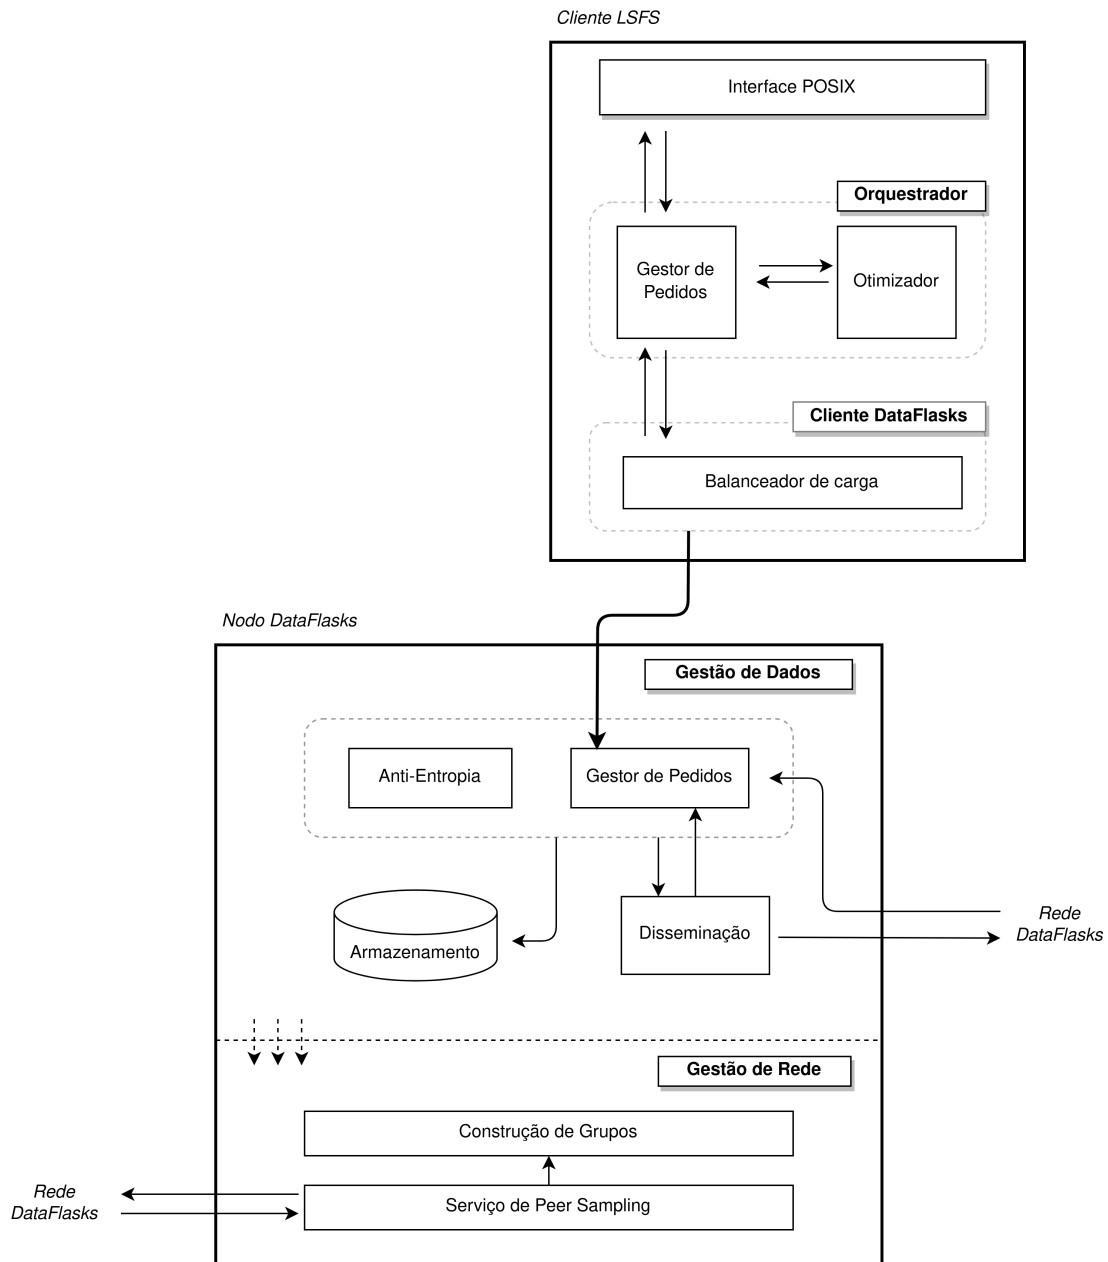 Cliente LSFS
Interface POSIX
Orquestrador
Gestor de
Pedidos
Otimizador
Cliente DataFlasks
Balanceador de carga
Nodo DataFlasks
Gestão de Dados
Anti-Entropia
Gestor de Pedidos
Armazenamento
Disseminação
Rede
DataFlasks
Gestão de Rede
Construção de Grupos
Serviço de Peer Sampling
Rede
DataFlasks